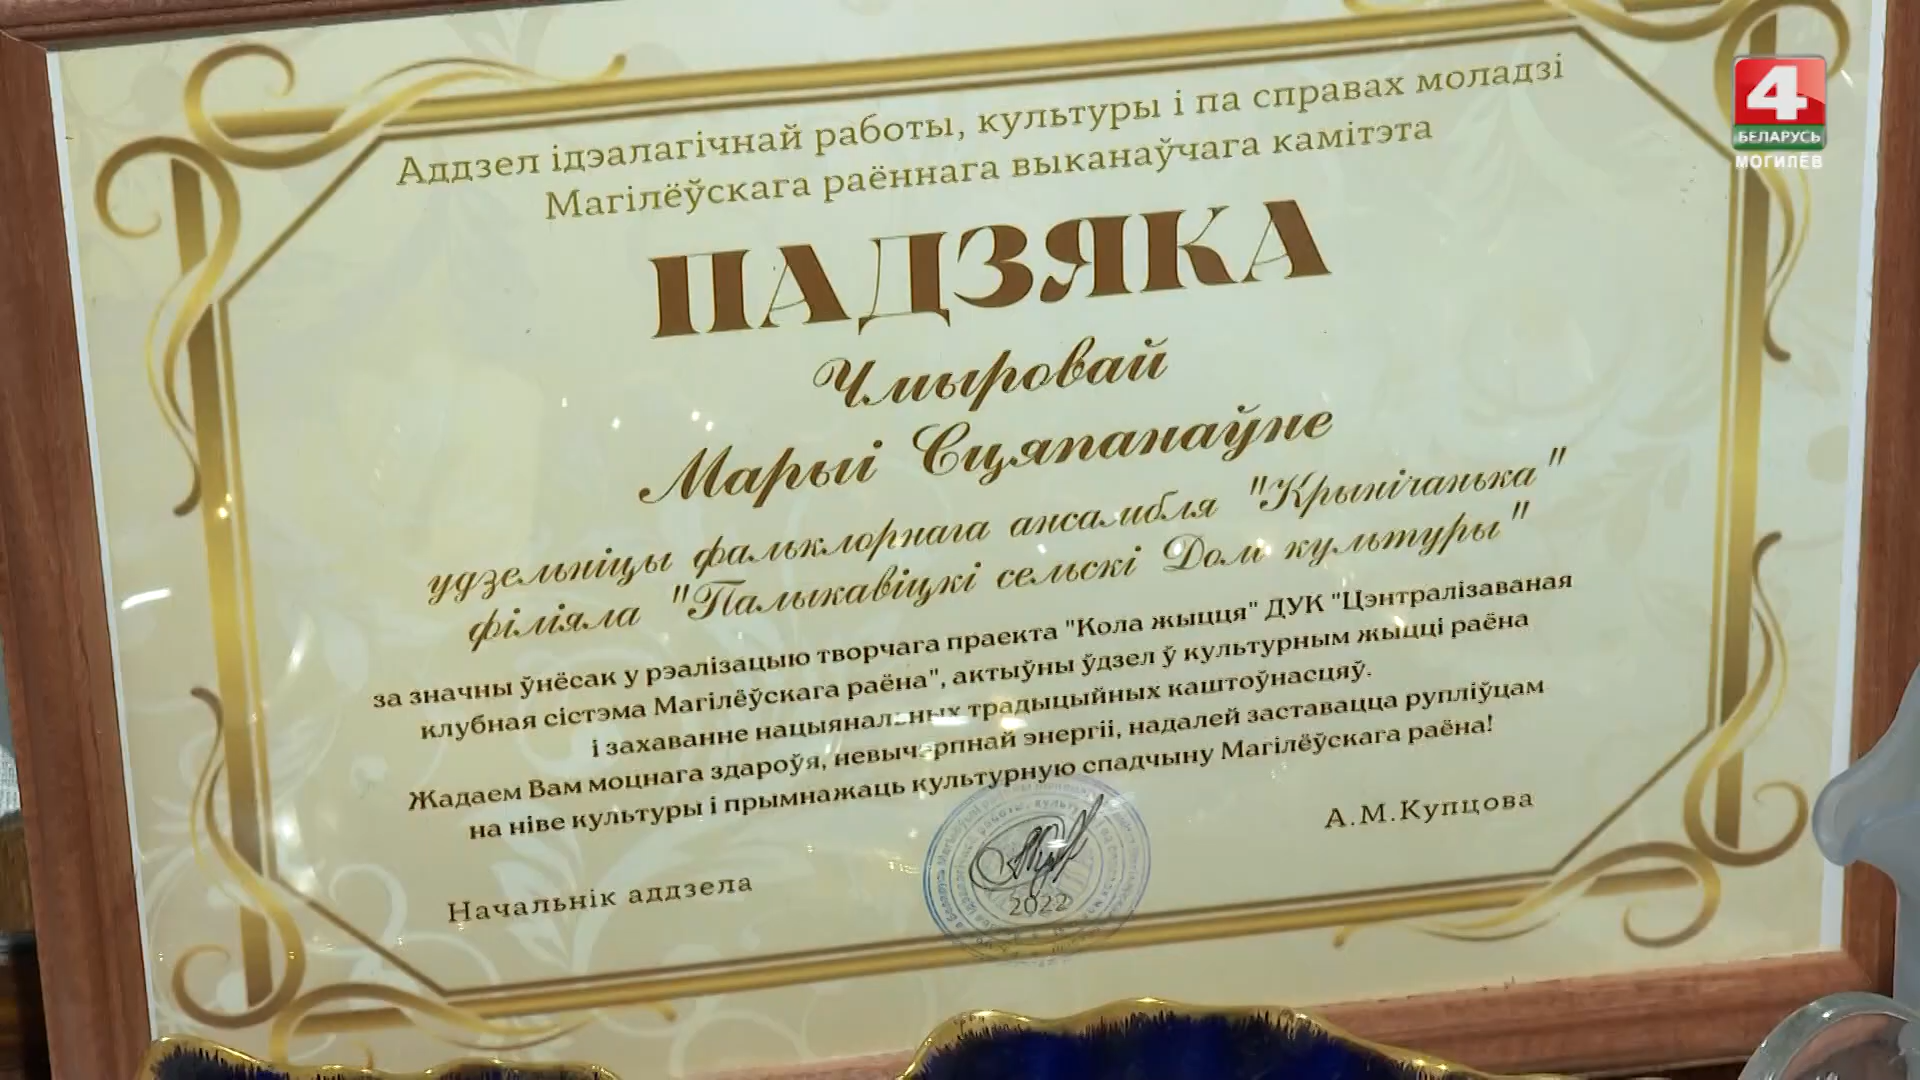 Аддзел ідэалагічнай работы, культуры і па справах моладзі
Магілёўскага раённага выканаўчага камітэта
ПАДЗЯКА
Чмыровай
Марыі Сцяпанаўне
удзельніцы фальклорнага ансамбля "Крынічанька"
філіяла "Палыкавіцкі сельскі Дом культуры"
за значны ўнёсак у рэалізацыю творчага праекта "Кола жыцця" ДУК "Цэнтралізаваная
клубная сістэма Магілёўскага раёна", актыўны ўдзел ў культурным жыцці раёна
і захаванне нацыянальных традыцыйных каштоўнасцяў.
Жадаем Вам моцнага здароўя, невычэрпнай энергіі, надалей заставацца рупліўцам
на ніве культуры і прымнажаць культурную спадчыну Магілёўскага раёна!
Начальнік аддзела
2022
А.М.Купцова
4
БЕЛАРУСЬ
МОГИЛЁВ